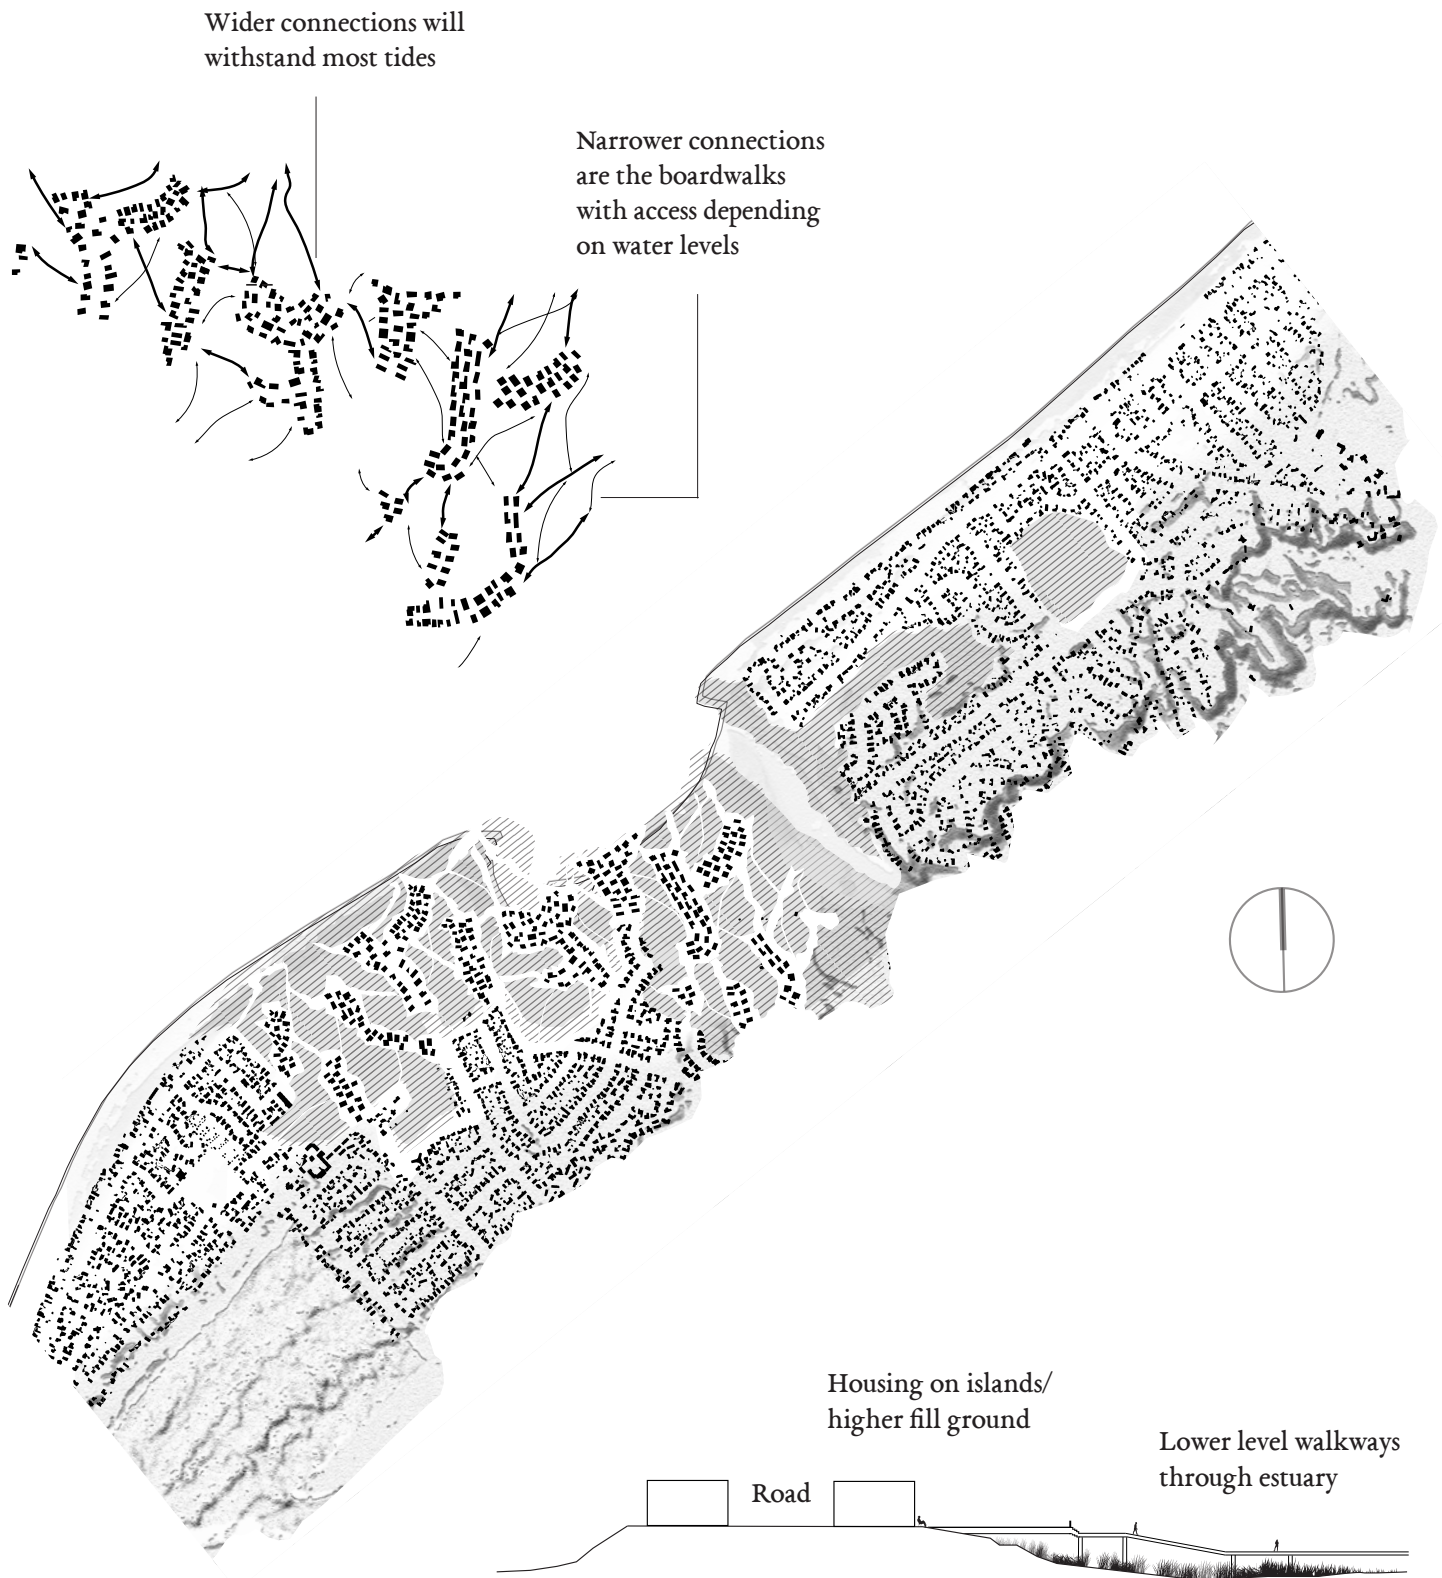 Wider connections will
withstand most tides
Narrower connections
are the boardwalks
with access depending
on water levels
Housing on islands/
higher fill ground
Lower level walkways
through estuary
Road